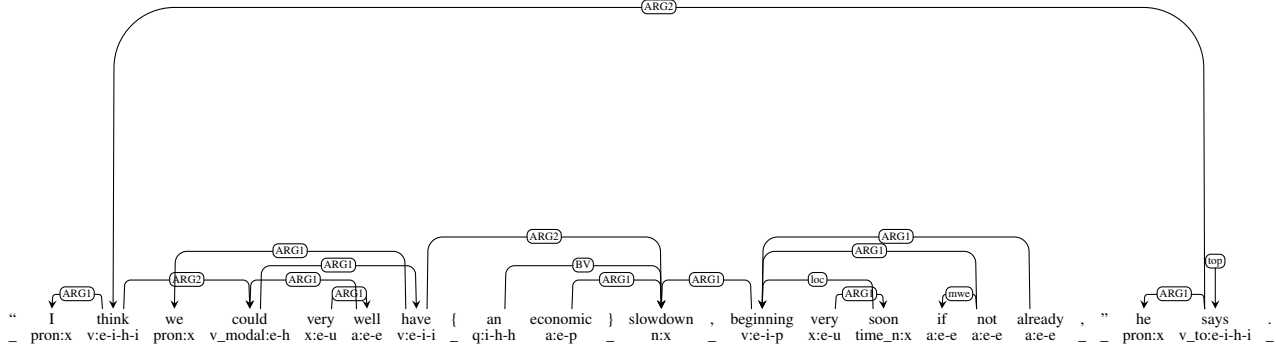 ARG2
ARG1 ARG2 ARG1 ARG1
ARG1 BV top
ARG1 ARG2 ARG1 ARG1 ARG1 loc ARG1 ARG1 mwe ARG1
“ I think we could very well have { an economic } slowdown , beginning very soon if not already , ” he says .
_ pron:x v:e-i-h-i pron:x v_modal:e-h x:e-u a:e-e v:e-i-i _ q:i-h-h a:e-p _ n:x _ v:e-i-p x:e-u time_n:x a:e-e a:e-e a:e-e _ _ pron:x v_to:e-i-h-i _